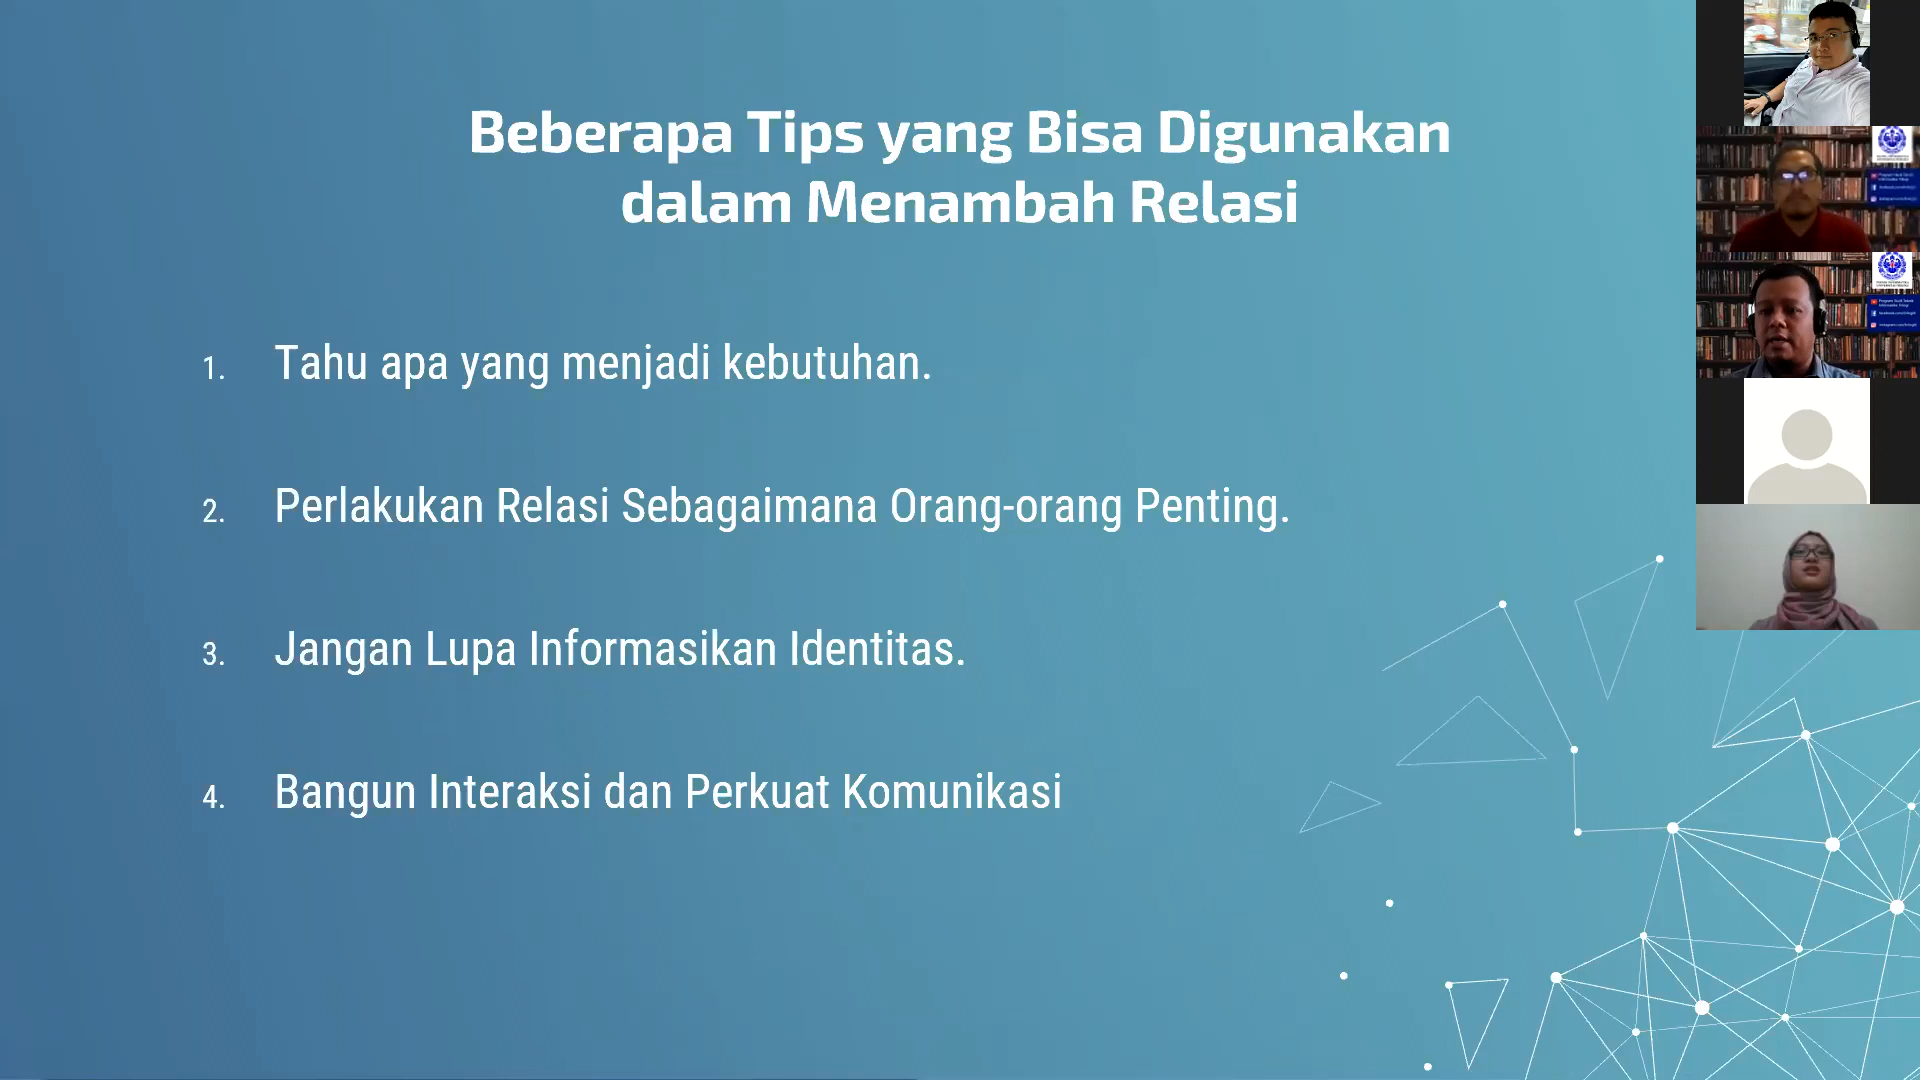 Beberapa Tips yang Bisa Digunakan
dalam Menambah Relasi
1. Tahu apa yang menjadi kebutuhan.
2. Perlakukan Relasi Sebagaimana Orang-orang Penting.
3. Jangan Lupa Informasikan Identitas.
4. Bangun Interaksi dan Perkuat Komunikasi